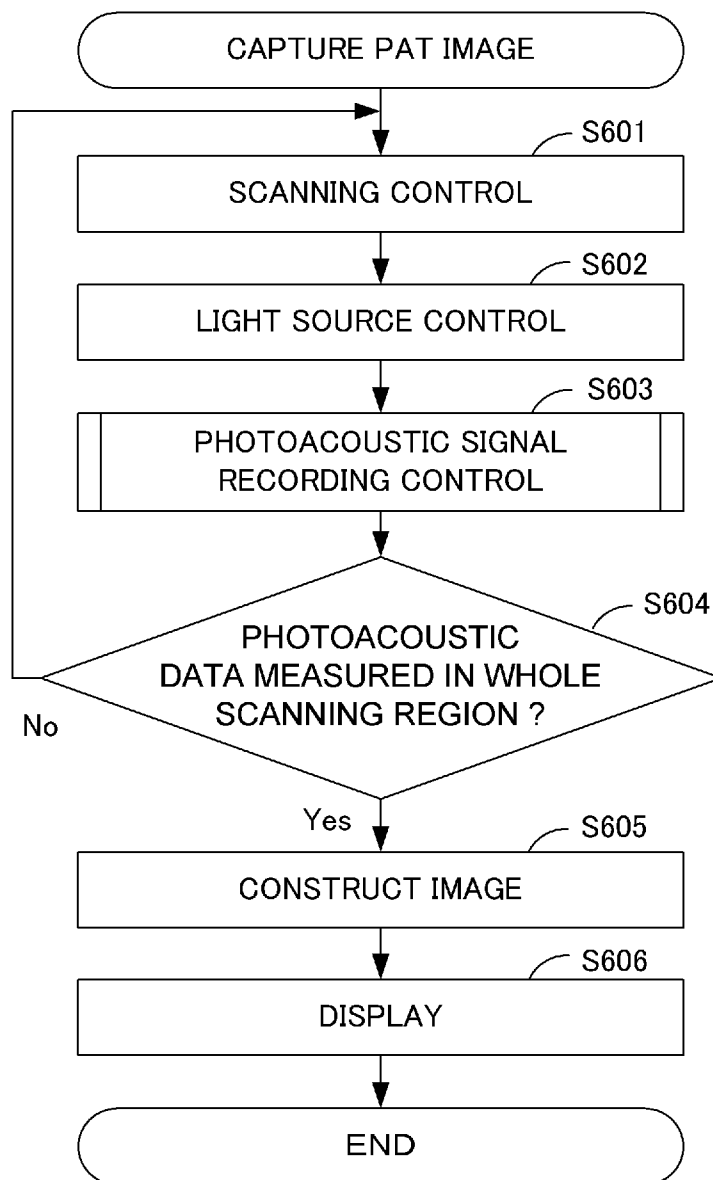 CAPTURE PAT IMAGE
S601
SCANNING CONTROL
S602
LIGHT SOURCE CONTROL
S603
PHOTOACOUSTIC SIGNAL
RECORDING CONTROL
S604
PHOTOACOUSTIC
DATA MEASURED IN WHOLE
SCANNING REGION ?
No
Yes
S605
CONSTRUCT IMAGE
S606
DISPLAY
END